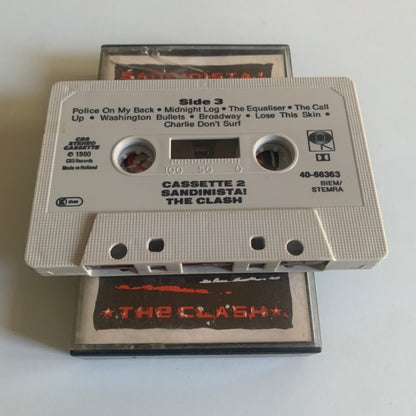 SANDINISTA!
Side 3
Police On My Back • Midnight Log • The Equaliser • The Call
Up • Washington Bullets • Broadway • Lose This Skin •
Charlie Don't Surf
CBS
STEREO
CASSETTE
℗ 1980
CBS Records
Made in Holland
100 50 0
CASSETTE 2
SANDINISTA!
THE CLASH
40-66363
BIEM/
STEMRA
★THE CLASH★